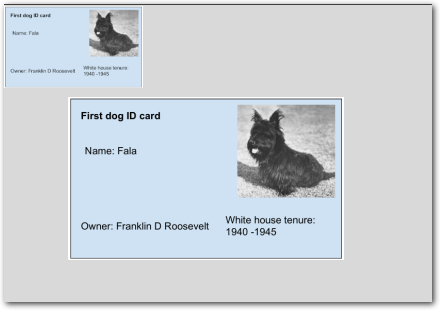 First dog ID card
Name: Fala
Owner: Franklin D Roosevelt
White house tenure:
1940 -1945
First dog ID card
Name: Fala
Owner: Franklin D Roosevelt
White house tenure:
1940 -1945